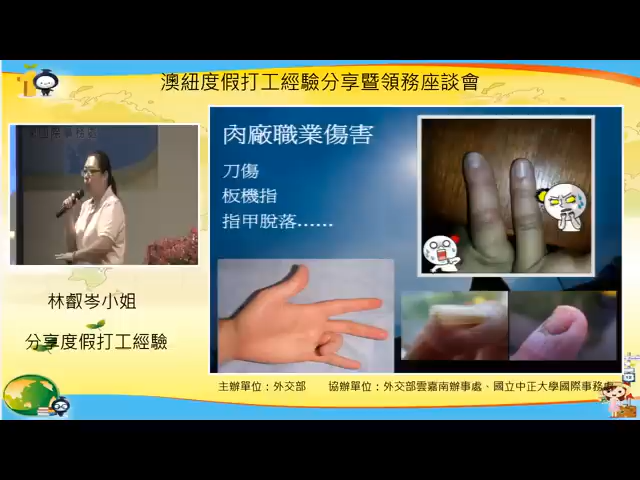 澳紐度假打工經驗分享暨領務座談會
肉廠職業傷害
刀傷
板機指
指甲脫落......
林叡岑小姐
分享度假打工經驗
主辦單位：外交部 協辦單位：外交部雲嘉南辦事處、國立中正大學國際事務處